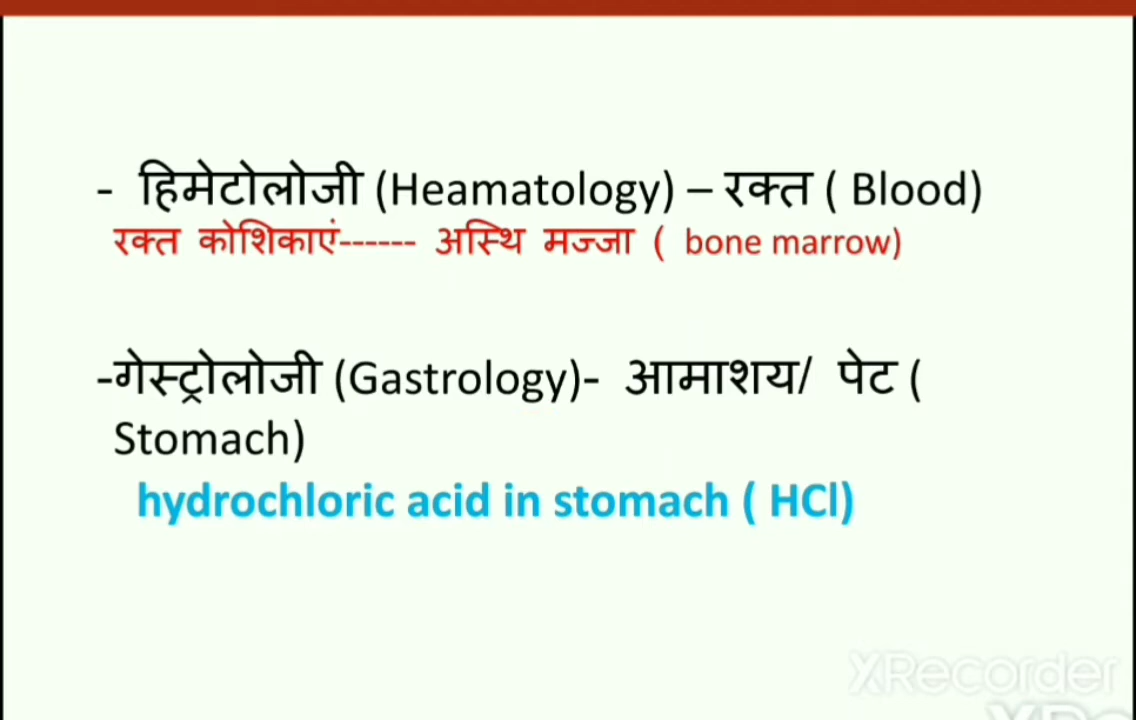 - हिमेटोलोजी (Heamatology) – रक्त ( Blood)
रक्त कोशिकाएं------ अस्थि मज्जा ( bone marrow)
-गेस्ट्रोलोजी (Gastrology)- आमाशय/ पेट (
Stomach)
hydrochloric acid in stomach ( HCl)
XRecorder